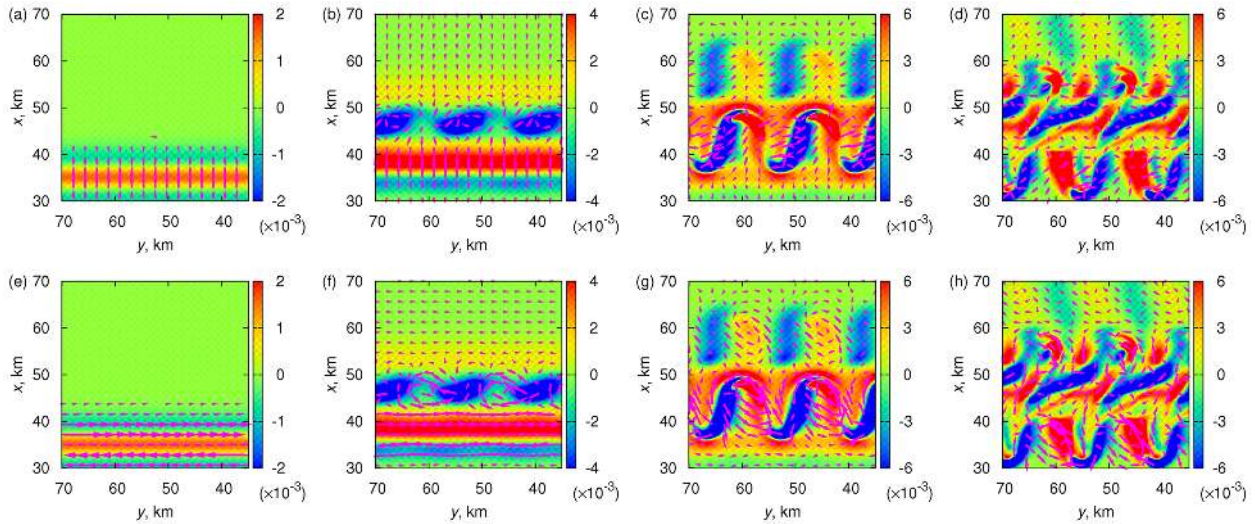 (a) 70 60 50 40 30 x, km 70 60 50 40 y, km 2 1 0 -1 -2 (×10⁻³)
(b) 70 60 50 40 30 x, km 70 60 50 40 y, km 4 2 0 -2 -4 (×10⁻³)
(c) 70 60 50 40 30 x, km 70 60 50 40 y, km 6 3 0 -3 -6 (×10⁻³)
(d) 70 60 50 40 30 x, km 70 60 50 40 y, km 6 3 0 -3 -6 (×10⁻³)
(e) 70 60 50 40 30 x, km 70 60 50 40 y, km 2 1 0 -1 -2 (×10⁻³)
(f) 70 60 50 40 30 x, km 70 60 50 40 y, km 4 2 0 -2 -4 (×10⁻³)
(g) 70 60 50 40 30 x, km 70 60 50 40 y, km 6 3 0 -3 -6 (×10⁻³)
(h) 70 60 50 40 30 x, km 70 60 50 40 y, km 6 3 0 -3 -6 (×10⁻³)